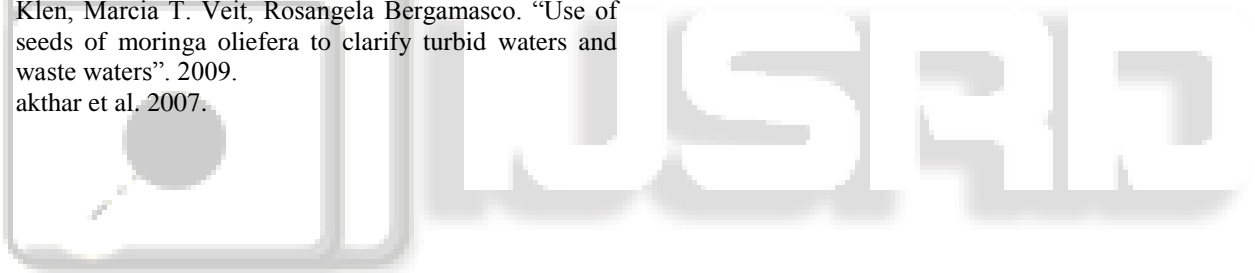 Klen, Marcia T. Veit, Rosangela Bergamasco. “Use of
seeds of moringa oliefera to clarify turbid waters and
waste waters”. 2009.
akthar et al. 2007.
IJSRD